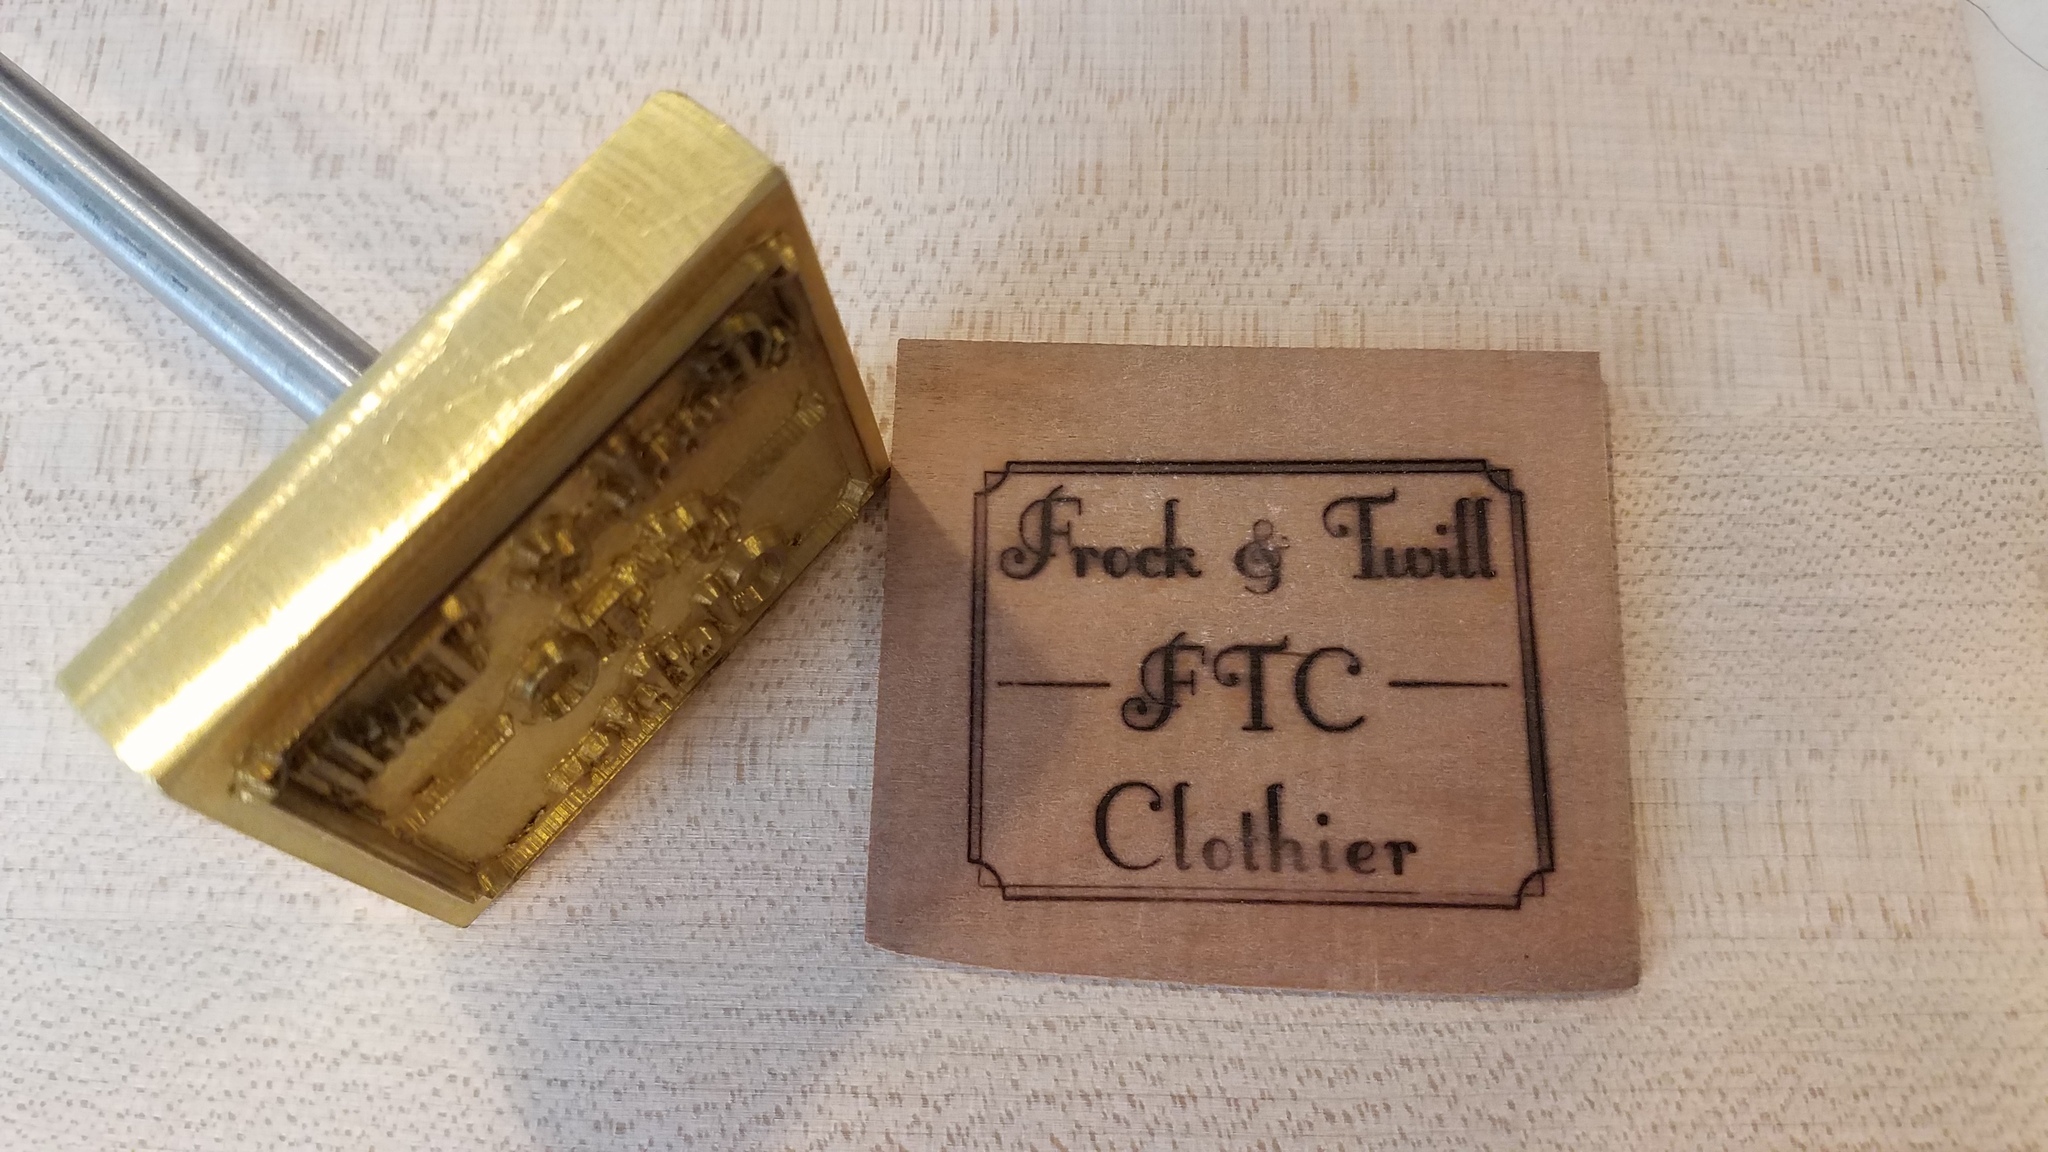 Frock & Twill
FTC
Clothier